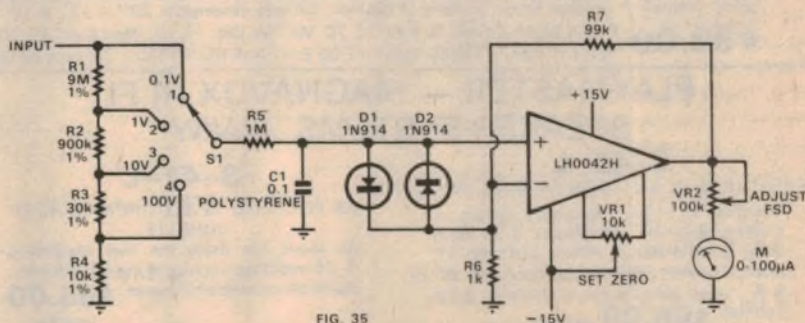 INPUT
R1
9M
1%
R2
900k
1%
R3
30k
1%
R4
10k
1%
0.1V
1
1V
2
3
10V
4
100V
S1
R5
1M
C1
0.1
POLYSTYRENE
D1
1N914
D2
1N914
R7
99k
+15V
+
LH0042H
−
VR1
10k
SET ZERO
R6
1k
−15V
VR2
100k
ADJUST
FSD
M
0-100µA
FIG. 35